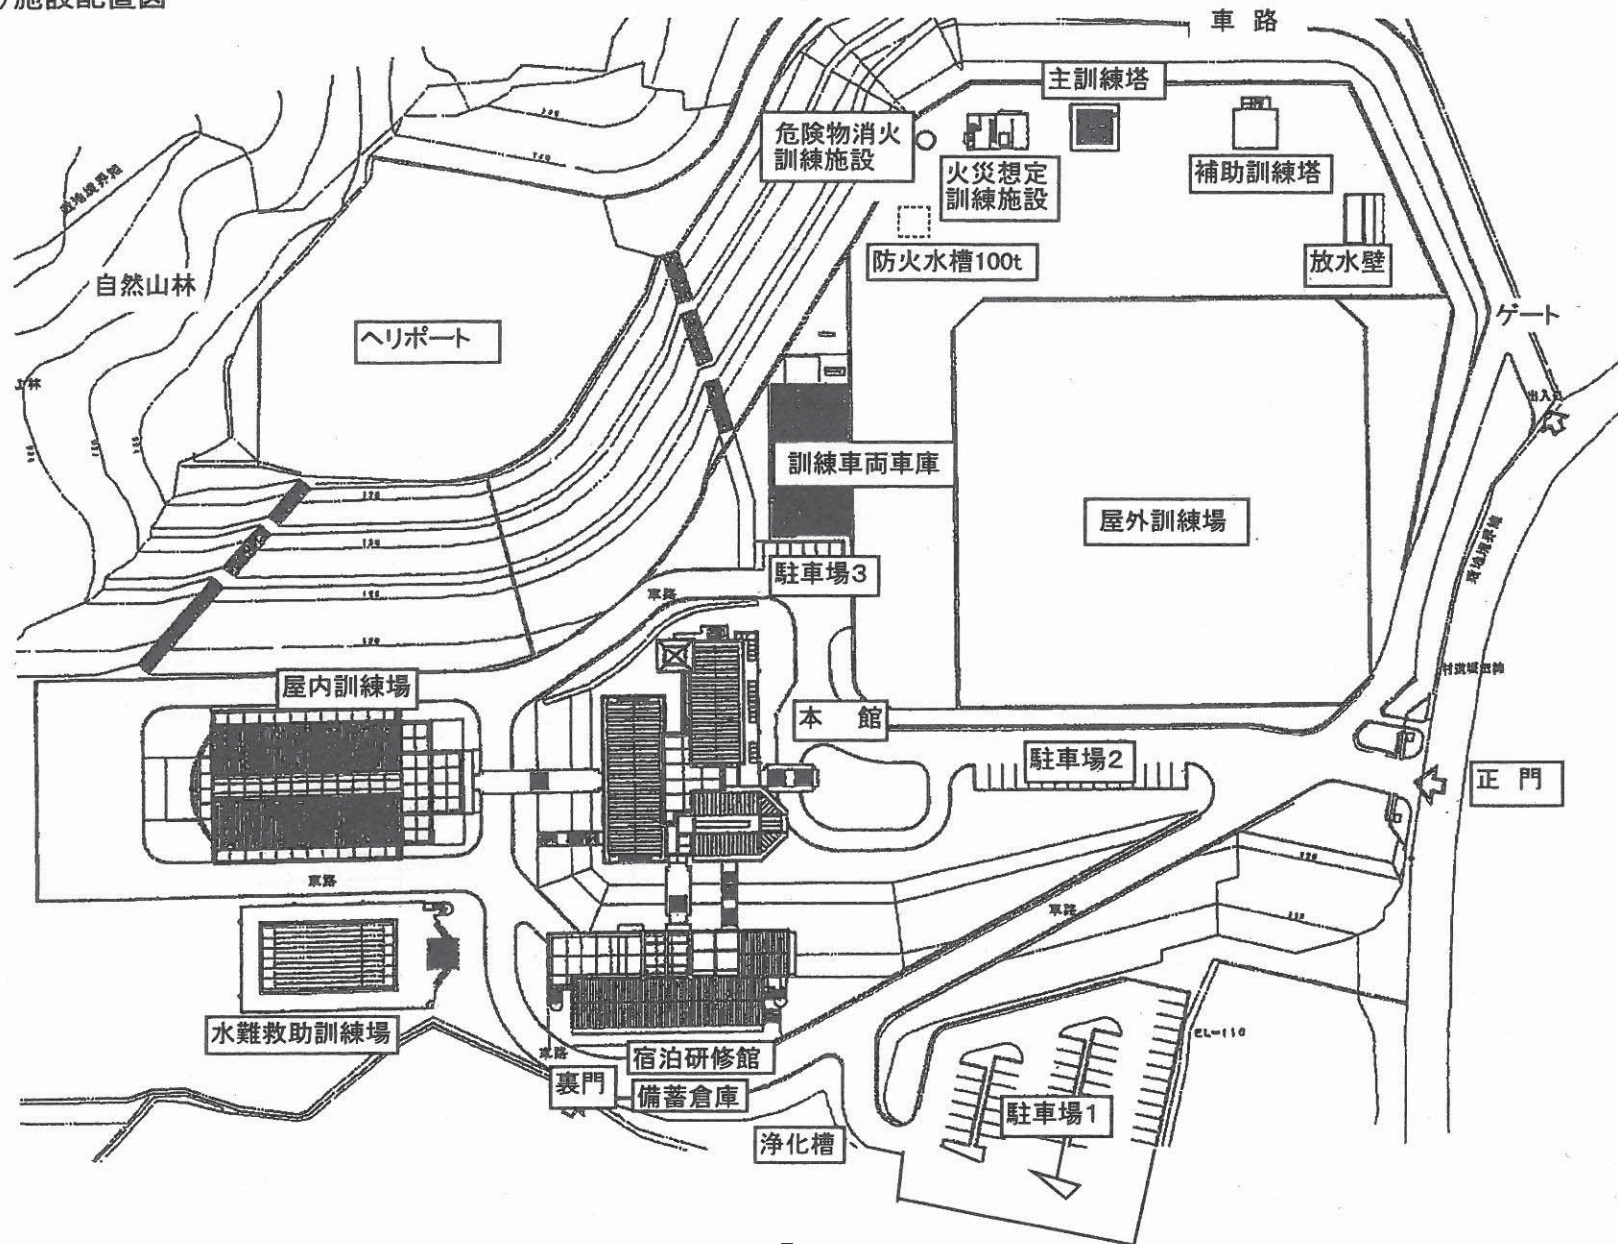 施設配置図
車 路
主訓練塔
危険物消火
訓練施設
火災想定
訓練施設
補助訓練塔
防火水槽100t
放水壁
自然山林
ヘリポート
ゲート
出入口
訓練車両車庫
屋外訓練場
駐車場3
車路
屋内訓練場
本 館
駐車場2
正 門
車路
車路
水難救助訓練場
車路
宿泊研修館
裏門
備蓄倉庫
EL=110
駐車場1
浄化槽